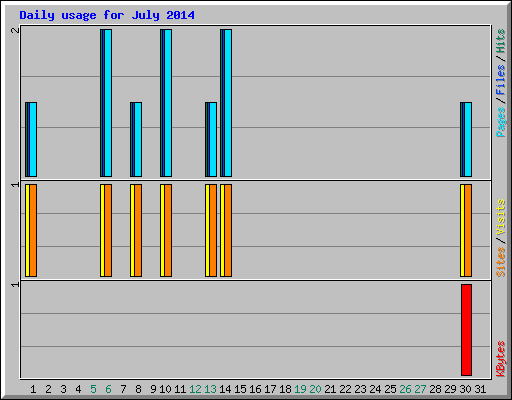 Daily usage for July 2014
2
Pages / Files / Hits
1
Sites / Visits
1
KBytes
1 2 3 4 5 6 7 8 9 10 11 12 13 14 15 16 17 18 19 20 21 22 23 24 25 26 27 28 29 30 31